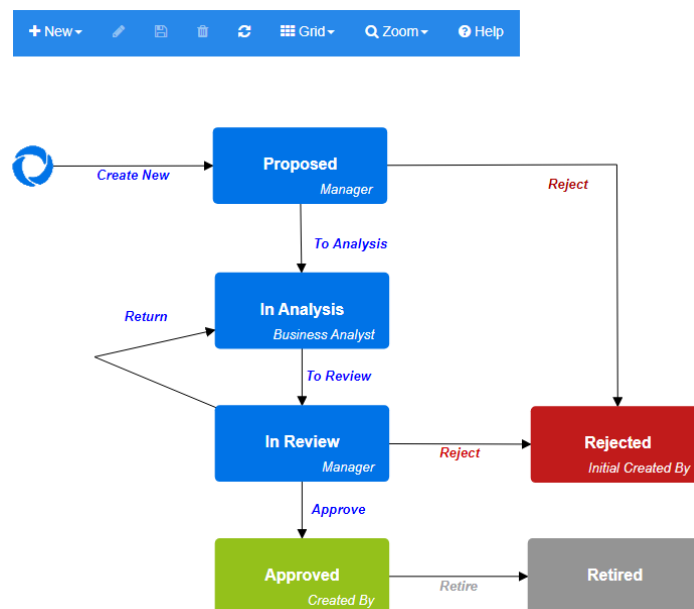 New
Grid
Zoom
Help
Proposed
Manager
Create New
Reject
To Analysis
In Analysis
Business Analyst
Return
To Review
In Review
Manager
Reject
Rejected
Initial Created By
Approve
Approved
Created By
Retire
Retired